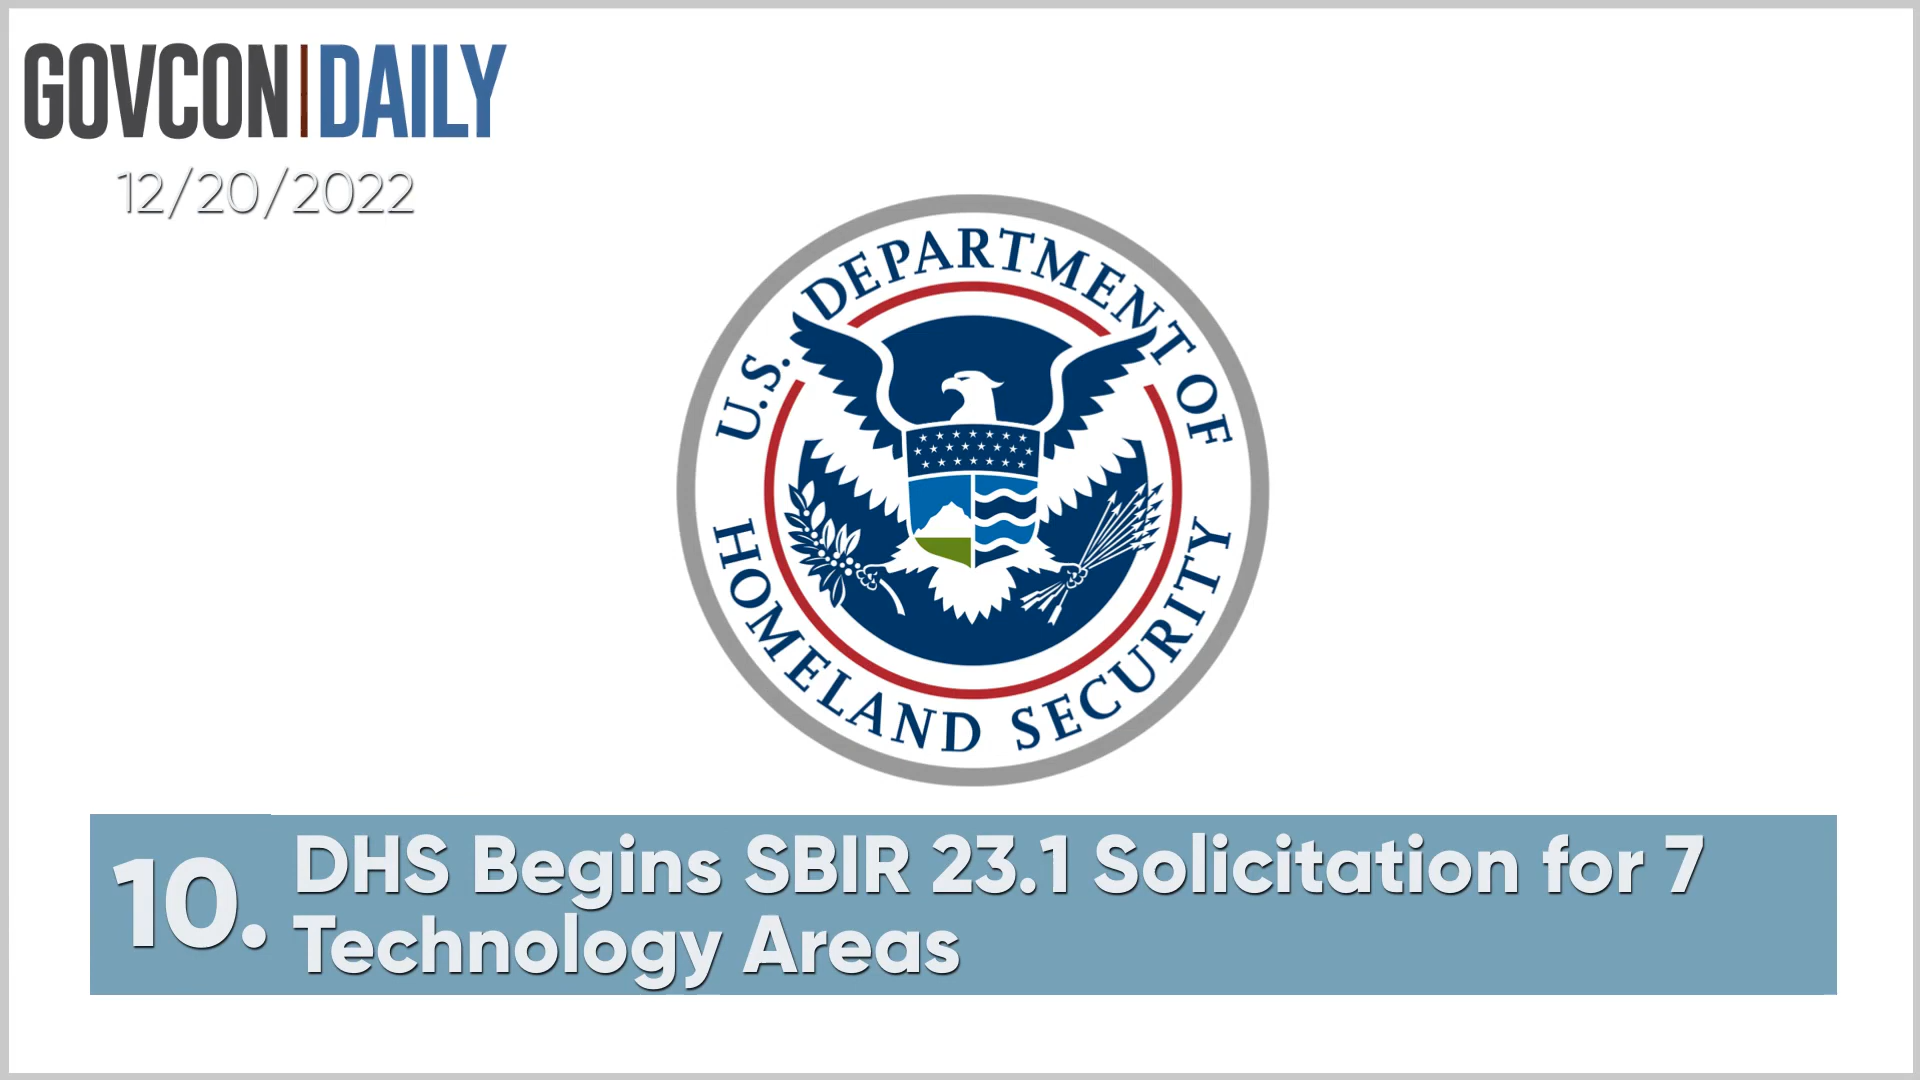 GOVCON|DAILY
12/20/2022
U.S. DEPARTMENT OF
HOMELAND SECURITY
10. DHS Begins SBIR 23.1 Solicitation for 7
Technology Areas